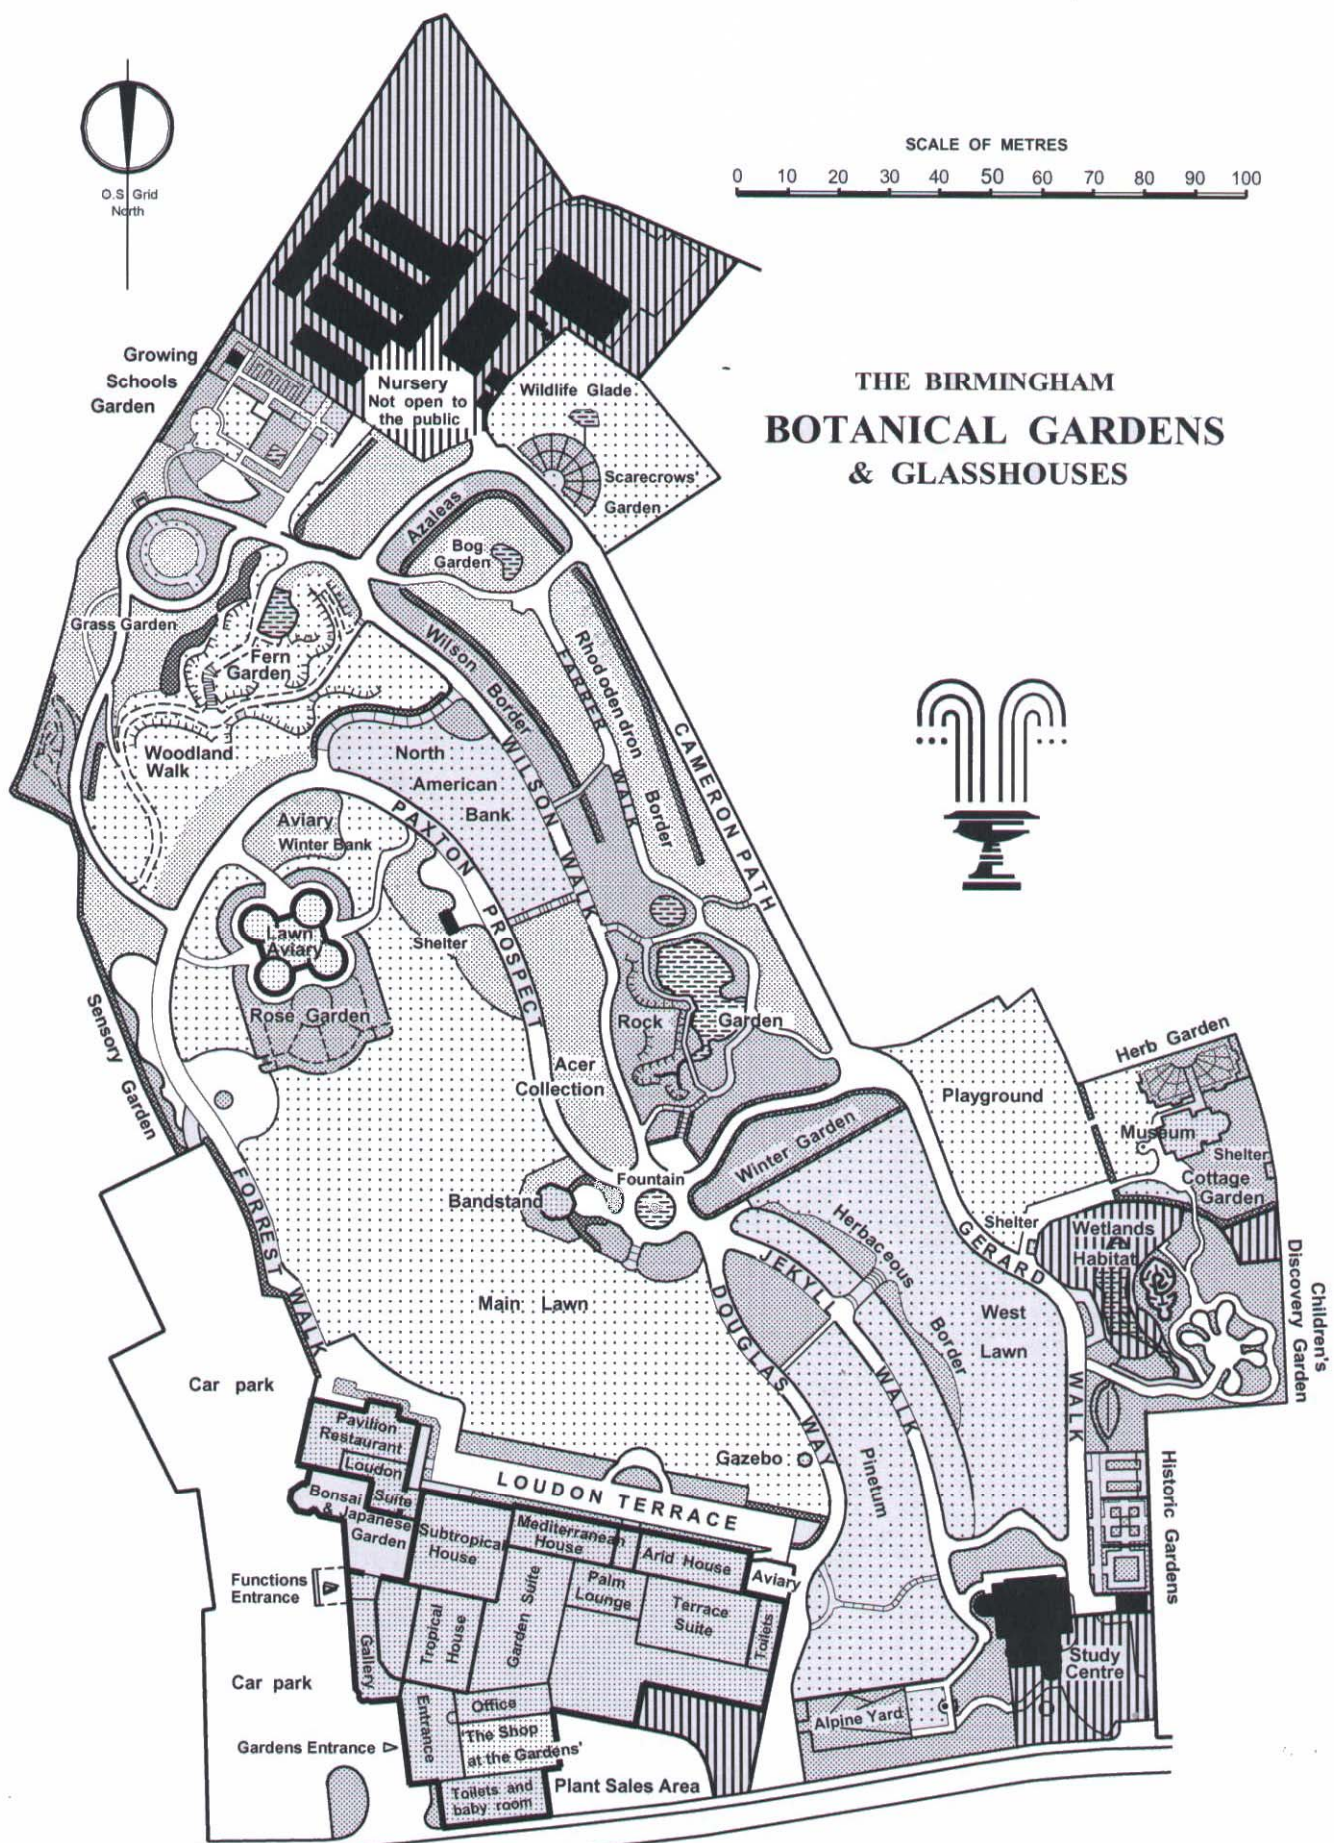 O.S. Grid
North
SCALE OF METRES
0 10 20 30 40 50 60 70 80 90 100
THE BIRMINGHAM
BOTANICAL GARDENS
& GLASSHOUSES
Growing
Schools
Garden
Nursery
Not open to
the public
Wildlife Glade
Scarecrows'
Garden
Azaleas
Bog
Garden
Grass Garden
Fern
Garden
Wilson Border
Rhododendron Border
FARRER WALK
CAMERON PATH
Woodland
Walk
North
American
Bank
WILSON WALK
PAXTON PROSPECT
Aviary
Winter Bank
Lawn
Aviary
Shelter
Rose Garden
Rock Garden
Sensory Garden
Acer
Collection
Herb Garden
Playground
Museum
Shelter
Cottage
Garden
Winter Garden
Fountain
Bandstand
FORREST WALK
Herbaceous Border
Shelter
Wetlands
Habitat
GERARD WALK
JEKYLL WALK
Children's
Discovery Garden
Main Lawn
DOUGLAS WAY
West
Lawn
Car park
Pavilion
Restaurant
Loudon
Suite
Gazebo
Pinetum
LOUDON TERRACE
Historic Gardens
Bonsai
& Japanese
Garden
Subtropical
House
Mediterranean
House
Arid House
Aviary
Functions
Entrance
Palm
Lounge
Garden Suite
Terrace
Suite
Toilets
Tropical
House
Gallery
Study
Centre
Car park
Entrance
Office
'The Shop
at the Gardens'
Alpine Yard
Gardens Entrance
Toilets and
baby room
Plant Sales Area